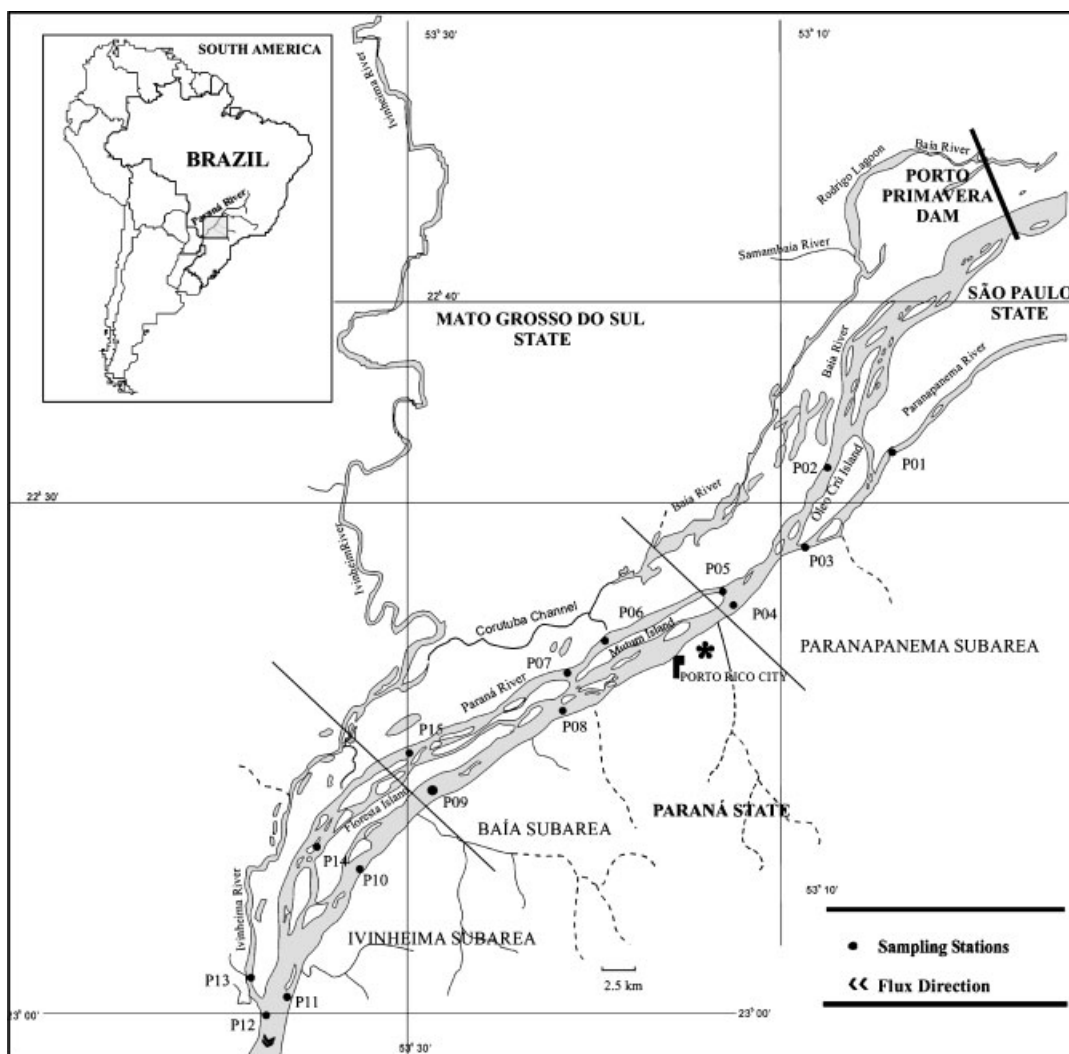 SOUTH AMERICA
BRAZIL
Paraná River
53° 30'
53° 10'
Ivinheima River
Baía River
Rodrigo Lagoon
PORTO
PRIMAVERA
DAM
Samambaia River
22° 40'
MATO GROSSO DO SUL
STATE
SÃO PAULO
STATE
Baía River
Paranapanema River
P02
P01
Óleo Crú Island
22° 30'
IvinheimRiver
Baía River
P03
P05
P04
Corutuba Channel
P06
Mutum Island
PARANAPANEMA SUBAREA
P07
PORTO RICO CITY
Paraná River
P08
P15
Floresta Island
P09
PARANÁ STATE
BAÍA SUBAREA
P14
P10
53° 10'
Ivinheima River
IVINHEIMA SUBAREA
Sampling Stations
P13
2.5 km
Flux Direction
P11
P12
23° 00'
23° 00'
53° 30'